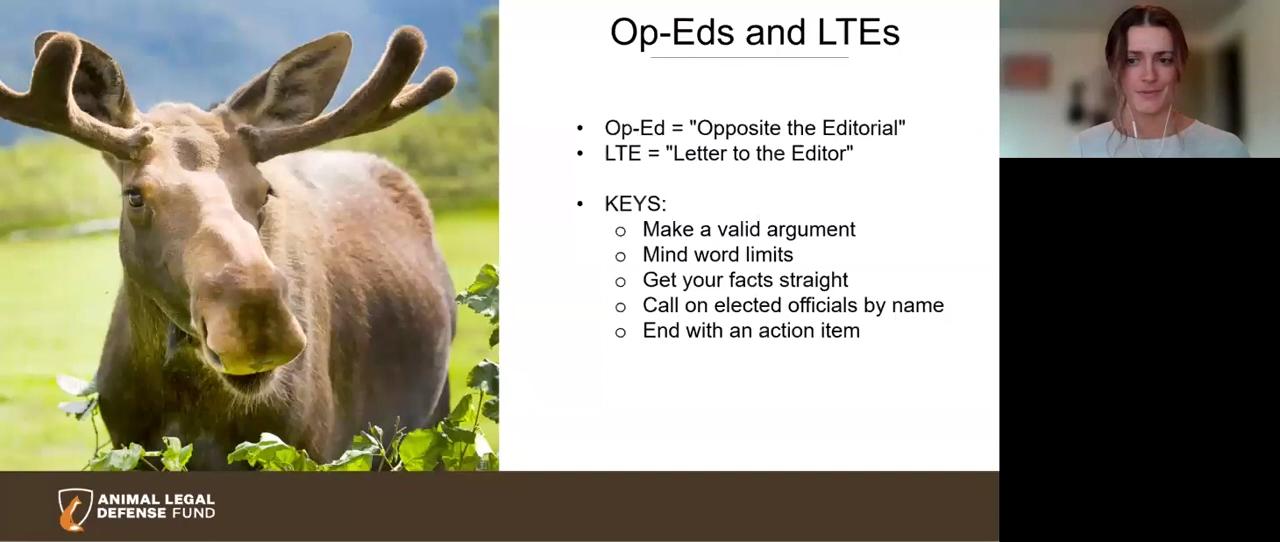 Op-Eds and LTEs
• Op-Ed = "Opposite the Editorial"
• LTE = "Letter to the Editor"
• KEYS:
o Make a valid argument
o Mind word limits
o Get your facts straight
o Call on elected officials by name
o End with an action item
ANIMAL LEGAL
DEFENSE FUND